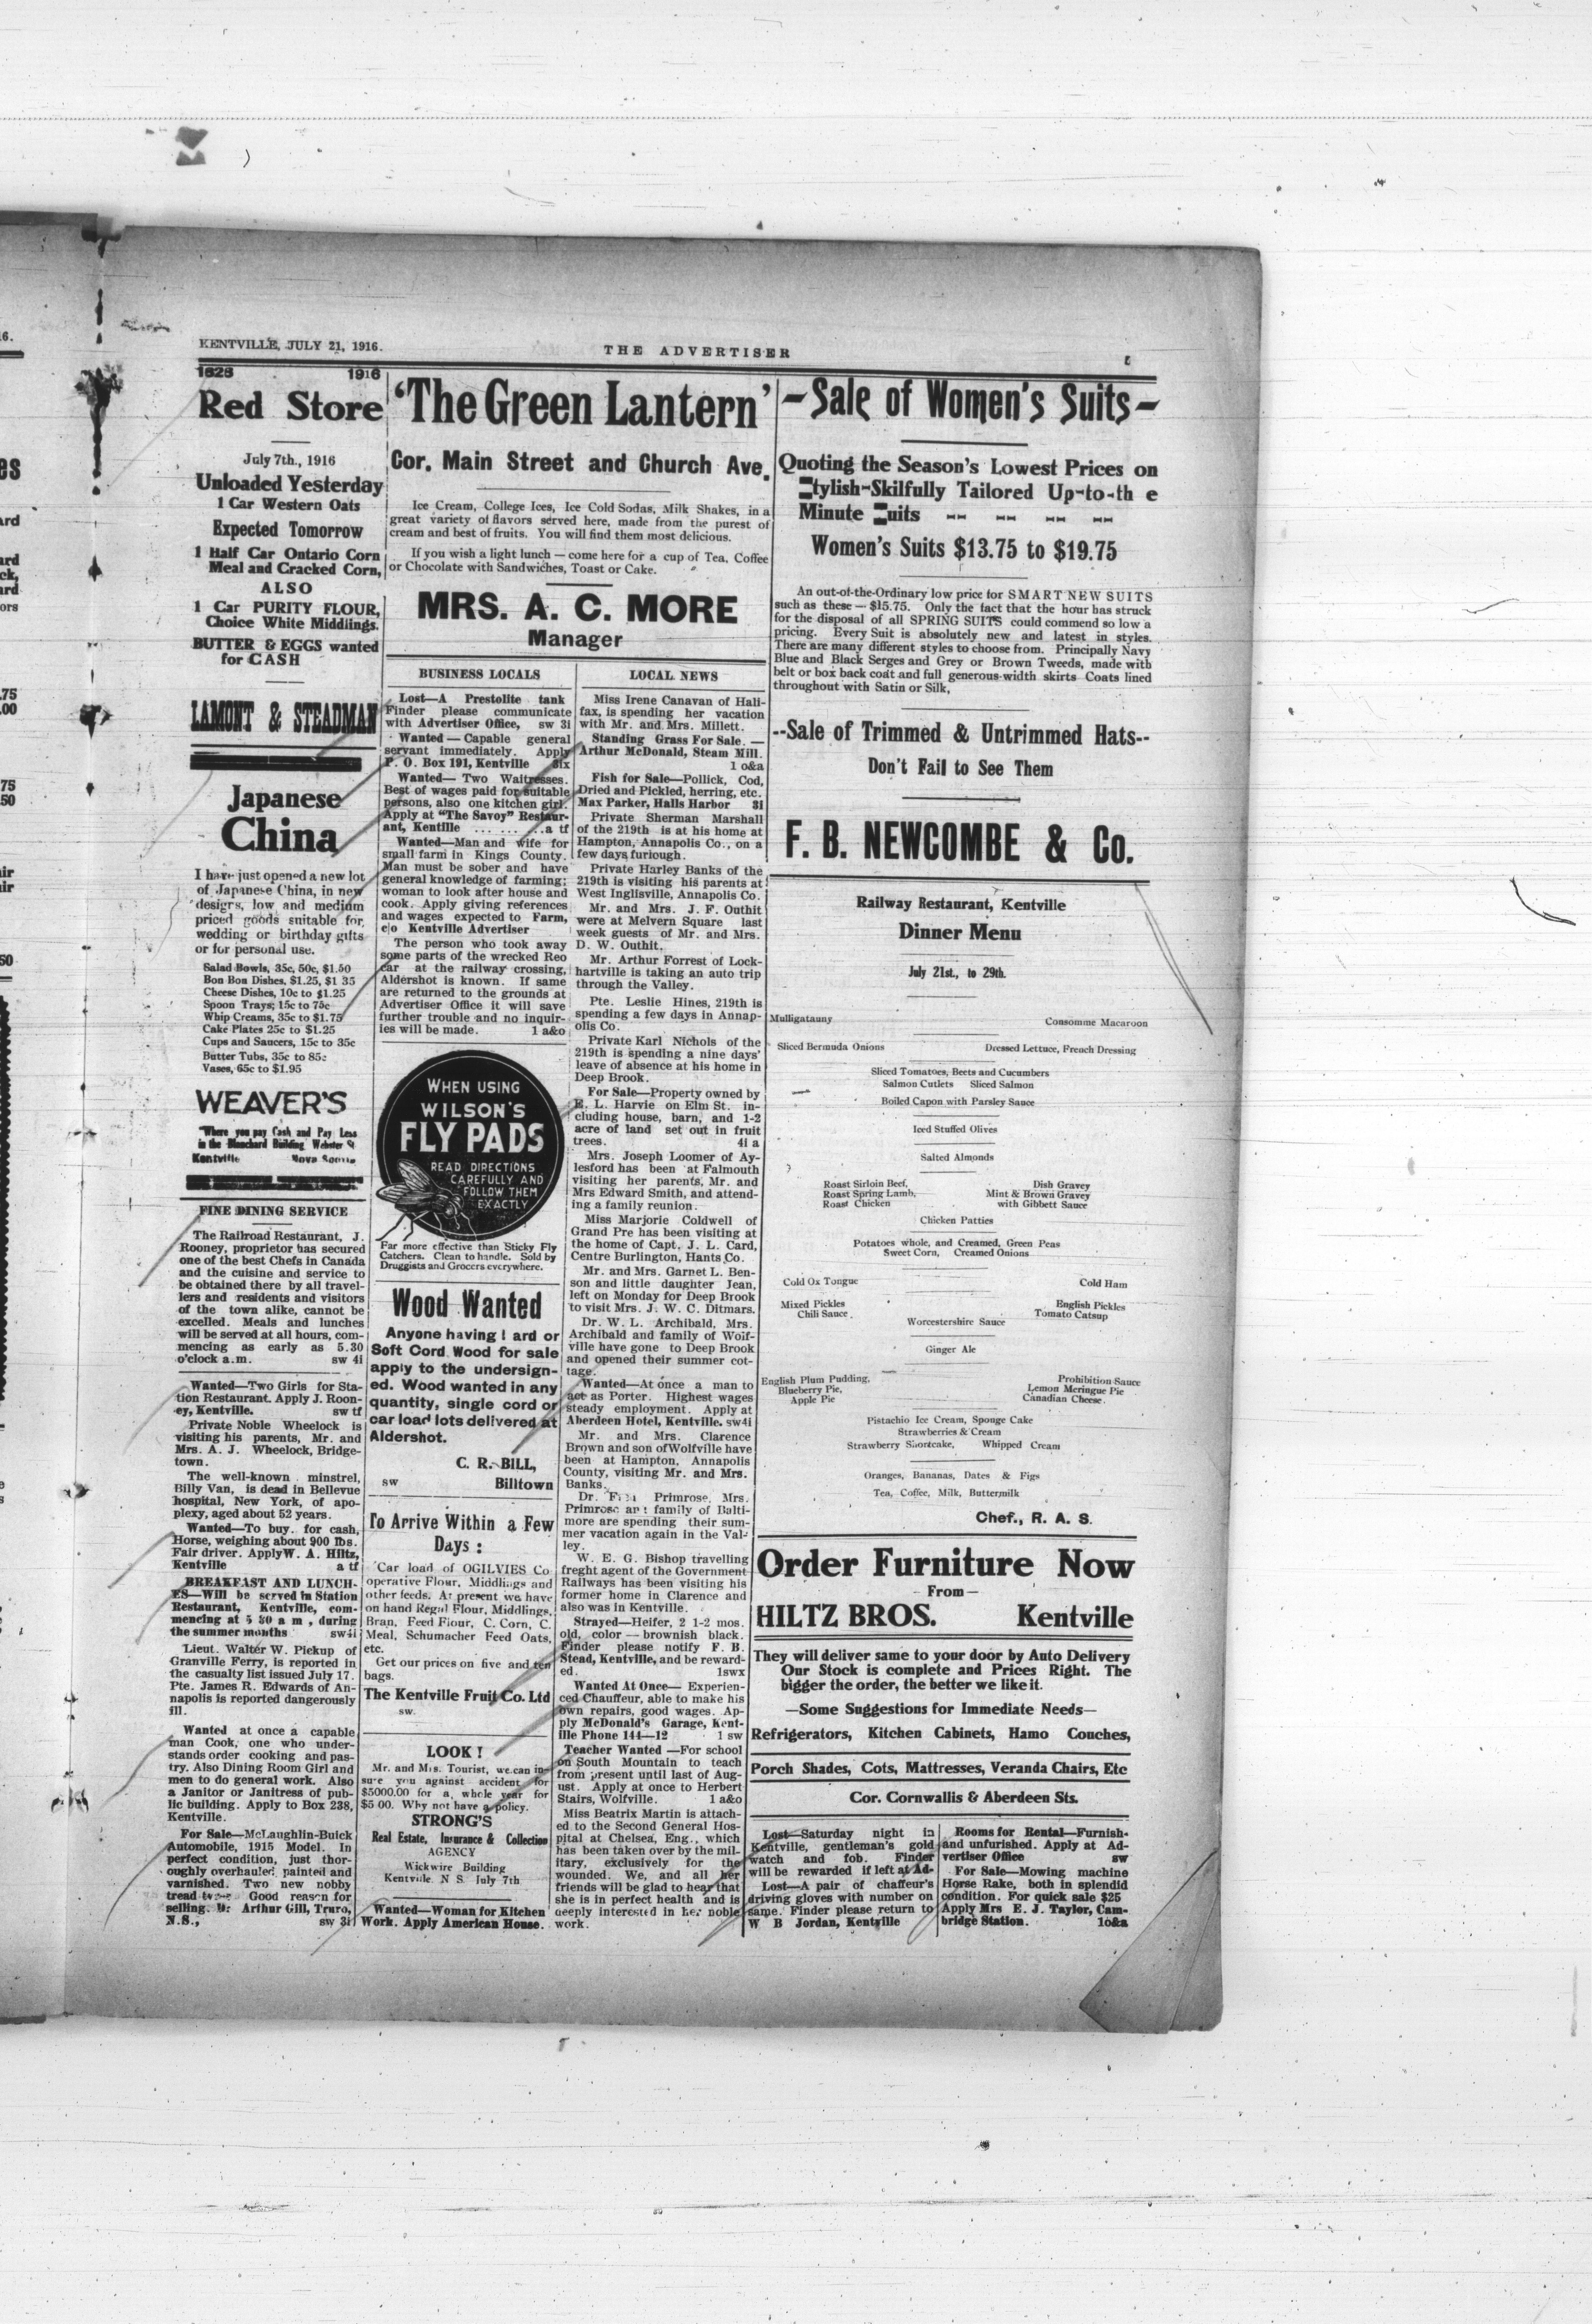 KENTVILLE, JULY 21, 1916.
THE ADVERTISER
1916
Red Store
July 7th., 1916
Unloaded Yesterday
1 Car Western Oats
Expected Tomorrow
1 Half Car Ontario Corn
Meal and Cracked Corn,
ALSO
1 Car PURITY FLOUR,
Choice White Middlings.
BUTTER & EGGS wanted
for CASH
LAMONT & STEADMAN
Japanese
China
I have just opened a new lot
of Japanese China, in new
designs, low and medium
priced goods suitable for
wedding or birthday gifts
or for personal use.
Salad Bowls, 35c, 50c, $1.50
Bon Bon Dishes, $1.25, $1 35
Cheese Dishes, 10c to $1.25
Spoon Trays; 15c to 75c
Whip Creams, 35c to $1.75
Cake Plates 25c to $1.25
Cups and Saucers, 15c to 35c
Butter Tubs, 35c to 85c
Vases, 65c to $1.95
WEAVER'S
"Where you pay Cash and Pay Less
in the Blanchard Building Webster St
Kentville Nova Scotia
FINE DINING SERVICE
The Railroad Restaurant, J.
Rooney, proprietor has secured
one of the best Chefs in Canada
and the cuisine and service to
be obtained there by all travel-
lers and residents and visitors
of the town alike, cannot be
excelled. Meals and lunches
will be served at all hours, com-
mencing as early as 5.30
o'clock a.m. sw 4i
Wanted—Two Girls for Sta-
tion Restaurant. Apply J. Roon-
ey, Kentville. sw tf
Private Noble Wheelock is
visiting his parents, Mr. and
Mrs. A. J. Wheelock, Bridge-
town.
The well-known minstrel,
Billy Van, is dead in Bellevue
hospital, New York, of apo-
plexy, aged about 52 years.
Wanted—To buy. for cash,
Horse, weighing about 900 lbs.
Fair driver. Apply W. A. Hiltz,
Kentville a tf
BREAKFAST AND LUNCH-
ES—Will be served in Station
Restaurant, Kentville, com-
mencing at 5 30 a m , during
the summer months sw4i
Lieut. Walter W. Pickup of
Granville Ferry, is reported in
the casualty list issued July 17.
Pte. James R. Edwards of An-
napolis is reported dangerously
ill.
Wanted at once a capable
man Cook, one who under-
stands order cooking and pas-
try. Also Dining Room Girl and
men to do general work. Also
a Janitor or Janitress of pub-
lic building. Apply to Box 238,
Kentville.
For Sale—McLaughlin-Buick
Automobile, 1915 Model. In
perfect condition, just thor-
oughly overhauled painted and
varnished. Two new nobby
tread Good reason for
selling. Arthur Gill, Truro,
N.S., sw 3i
'The Green Lantern'
Cor. Main Street and Church Ave.
Ice Cream, College Ices, Ice Cold Sodas, Milk Shakes, in a
great variety of flavors served here, made from the purest of
cream and best of fruits. You will find them most delicious.
If you wish a light lunch — come here for a cup of Tea, Coffee
or Chocolate with Sandwiches, Toast or Cake.
MRS. A. C. MORE
Manager
BUSINESS LOCALS
Lost—A Prestolite tank
Finder please communicate
with Advertiser Office, sw 3i
Wanted — Capable general
servant immediately. Apply
P. O. Box 191, Kentville 6ix
Wanted— Two Waitresses.
Best of wages paid for suitable
persons, also one kitchen girl.
Apply at "The Savoy" Restaur-
ant, Kentille .... ... ..a tf
Wanted—Man and wife for
small farm in Kings County.
Man must be sober and have
general knowledge of farming;
woman to look after house and
cook. Apply giving references
and wages expected to Farm,
c|o Kentville Advertiser
The person who took away
some parts of the wrecked Reo
car at the railway crossing,
Aldershot is known. If same
are returned to the grounds at
Advertiser Office it will save
further trouble and no inquir-
ies will be made. 1 a&o
WHEN USING
WILSON'S
FLY PADS
READ DIRECTIONS
CAREFULLY AND
FOLLOW THEM
EXACTLY
Far more effective than Sticky Fly
Catchers. Clean to handle. Sold by
Druggists and Grocers everywhere.
Wood Wanted
Anyone having l ard or
Soft Cord Wood for sale
apply to the undersign-
ed. Wood wanted in any
quantity, single cord or
car load lots delivered at
Aldershot.
C. R. BILL,
sw Billtown
To Arrive Within a Few
Days :
Car load of OGILVIES Co
operative Flour, Middlings and
other feeds. At present we have
on hand Regal Flour, Middlings,
Bran, Feed Flour, C. Corn, C.
Meal, Schumacher Feed Oats,
etc.
Get our prices on five and ten
bags.
The Kentville Fruit Co. Ltd
sw.
LOOK !
Mr. and Mrs. Tourist, we can in-
sure you against accident for
$5000.00 for a whole year for
$5 00. Why not have a policy.
STRONG'S
Real Estate, Insurance & Collection
AGENCY
Wickwire Building
Kentville N S July 7th
Wanted—Woman for Kitchen
Work. Apply American House.
LOCAL NEWS
Miss Irene Canavan of Hali-
fax, is spending her vacation
with Mr. and Mrs. Millett.
Standing Grass For Sale. —
Arthur McDonald, Steam Mill.
1 o&a
Fish for Sale—Pollick, Cod,
Dried and Pickled, herring, etc.
Max Parker, Halls Harbor 3i
Private Sherman Marshall
of the 219th is at his home at
Hampton, Annapolis Co., on a
few days furlough.
Private Harley Banks of the
219th is visiting his parents at
West Inglisville, Annapolis Co.
Mr. and Mrs. J. F. Outhit
were at Melvern Square last
week guests of Mr. and Mrs.
D. W. Outhit.
Mr. Arthur Forrest of Lock-
hartville is taking an auto trip
through the Valley.
Pte. Leslie Hines, 219th is
spending a few days in Annap-
olis Co.
Private Karl Nichols of the
219th is spending a nine days'
leave of absence at his home in
Deep Brook.
For Sale—Property owned by
E. L. Harvie on Elm St. in-
cluding house, barn, and 1-2
acre of land set out in fruit
trees. 4i a
Mrs. Joseph Loomer of Ay-
lesford has been at Falmouth
visiting her parents, Mr. and
Mrs Edward Smith, and attend-
ing a family reunion.
Miss Marjorie Coldwell of
Grand Pre has been visiting at
the home of Capt. J. L. Card,
Centre Burlington, Hants Co.
Mr. and Mrs. Garnet L. Ben-
son and little daughter Jean,
left on Monday for Deep Brook
to visit Mrs. J. W. C. Ditmars.
Dr. W. L. Archibald, Mrs.
Archibald and family of Wolf-
ville have gone to Deep Brook
and opened their summer cot-
tage.
Wanted—At once a man to
act as Porter. Highest wages
steady employment. Apply at
Aberdeen Hotel, Kentville. sw4i
Mr. and Mrs. Clarence
Brown and son of Wolfville have
been at Hampton, Annapolis
County, visiting Mr. and Mrs.
Banks.
Dr. Primrose, Mrs.
Primrose and family of Balti-
more are spending their sum-
mer vacation again in the Val-
ley.
W. E. G. Bishop travelling
freght agent of the Government
Railways has been visiting his
former home in Clarence and
also was in Kentville.
Strayed—Heifer, 2 1-2 mos.
old, color — brownish black.
Finder please notify F. B.
Stead, Kentville, and be reward-
ed. 1swx
Wanted At Once— Experien-
ced Chauffeur, able to make his
own repairs, good wages. Ap-
ply McDonald's Garage, Kent-
ille Phone 144—12 1 sw
Teacher Wanted —For school
on South Mountain to teach
from present until last of Aug-
ust. Apply at once to Herbert
Stairs, Wolfville. 1 a&o
Miss Beatrix Martin is attach-
ed to the Second General Hos-
pital at Chelsea, Eng., which
has been taken over by the mil-
itary, exclusively for the
wounded. We, and all her
friends will be glad to hear that
she is in perfect health and is
deeply interested in her noble
work.
—Sale of Women's Suits—
Quoting the Season's Lowest Prices on
Stylish-Skilfully Tailored Up-to-th e
Minute Suits -- -- -- --
Women's Suits $13.75 to $19.75
An out-of-the-Ordinary low price for SMART NEW SUITS
such as these — $15.75. Only the fact that the hour has struck
for the disposal of all SPRING SUITS could commend so low a
pricing. Every Suit is absolutely new and latest in styles.
There are many different styles to choose from. Principally Navy
Blue and Black Serges and Grey or Brown Tweeds, made with
belt or box back coat and full generous-width skirts Coats lined
throughout with Satin or Silk,
--Sale of Trimmed & Untrimmed Hats--
Don't Fail to See Them
F. B. NEWCOMBE & Co.
Railway Restaurant, Kentville
Dinner Menu
July 21st., to 29th.
Mulligatauny Consomme Macaroon
Sliced Bermuda Onions Dressed Lettuce, French Dressing
Sliced Tomatoes, Beets and Cucumbers
Salmon Cutlets Sliced Salmon
Boiled Capon with Parsley Sauce
Iced Stuffed Olives
Salted Almonds
Roast Sirloin Beef, Dish Gravey
Roast Spring Lamb, Mint & Brown Gravey
Roast Chicken with Gibbett Sauce
Chicken Patties
Potatoes whole, and Creamed, Green Peas
Sweet Corn, Creamed Onions
Cold Ox Tongue Cold Ham
Mixed Pickles English Pickles
Chili Sauce Tomato Catsup
Worcestershire Sauce
Ginger Ale
English Plum Pudding, Prohibition Sauce
Blueberry Pie, Lemon Meringue Pie
Apple Pie Canadian Cheese.
Pistachio Ice Cream, Sponge Cake
Strawberries & Cream
Strawberry Shortcake, Whipped Cream
Oranges, Bananas, Dates & Figs
Tea, Coffee, Milk, Buttermilk
Chef., R. A. S.
Order Furniture Now
—From—
HILTZ BROS. Kentville
They will deliver same to your door by Auto Delivery
Our Stock is complete and Prices Right. The
bigger the order, the better we like it.
—Some Suggestions for Immediate Needs—
Refrigerators, Kitchen Cabinets, Hamo Couches,
Porch Shades, Cots, Mattresses, Veranda Chairs, Etc
Cor. Cornwallis & Aberdeen Sts.
Lost—Saturday night in
Kentville, gentleman's gold
watch and fob. Finder
will be rewarded if left at Ad-
Lost—A pair of chaffeur's
driving gloves with number on
same. Finder please return to
W B Jordan, Kentville
Rooms for Rental—Furnish-
and unfurished. Apply at Ad-
vertiser Office sw
For Sale—Mowing machine
Horse Rake, both in splendid
condition. For quick sale $25
Apply Mrs E. J. Taylor, Cam-
bridge Station. 1o&a